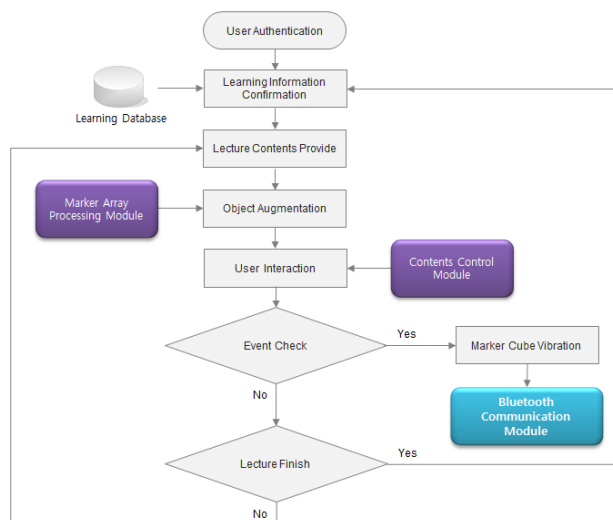 User Authentication
Learning Information
Confirmation
Learning Database
Lecture Contents Provide
Marker Array
Processing Module
Object Augmentation
User Interaction
Contents Control
Module
Event Check
Yes
Marker Cube Vibration
No
Bluetooth
Communication
Module
Lecture Finish
Yes
No